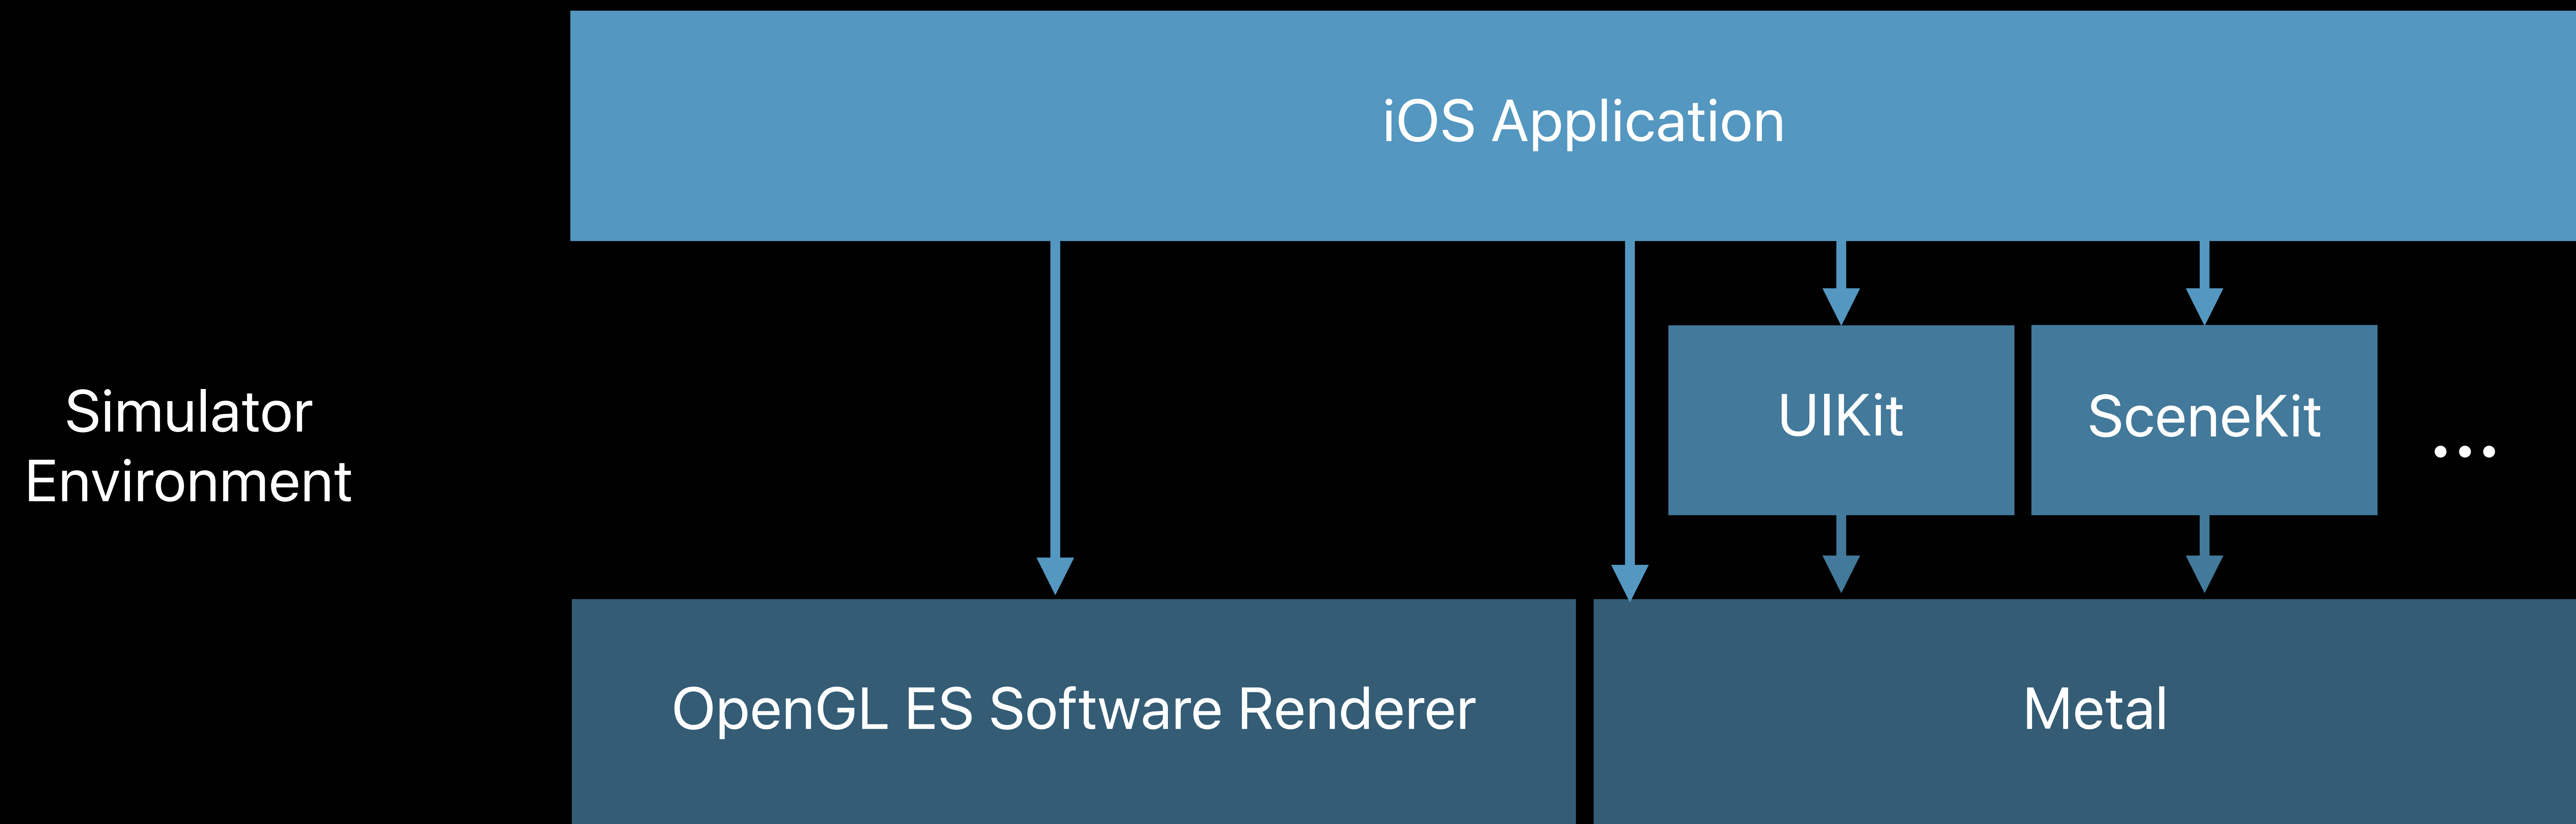 iOS Application
Simulator
Environment
UIKit
SceneKit
...
OpenGL ES Software Renderer
Metal